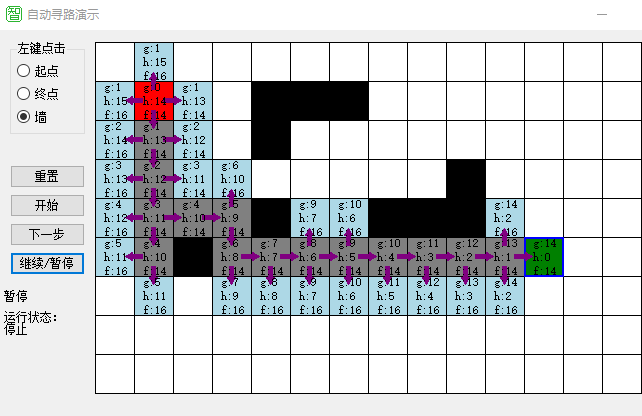 智 自动寻路演示
左键点击
起点
终点
墙
重置
开始
下一步
继续/暂停
暂停
运行状态:
停止
g:1
h:15
f:16
g:1 g:0 g:1
h:15 h:14 h:13
f:16 f:14 f:14
g:2 g:1 g:2
h:14 h:13 h:12
f:16 f:14 f:14
g:3 g:2 g:3 g:6
h:13 h:12 h:11 h:10
f:16 f:14 f:14 f:16
g:4 g:3 g:4 g:5 g:9 g:10 g:14
h:12 h:11 h:10 h:9 h:7 h:6 h:2
f:16 f:14 f:14 f:14 f:16 f:16 f:16
g:5 g:4 g:6 g:7 g:8 g:9 g:10 g:11 g:12 g:13 g:14
h:11 h:10 h:8 h:7 h:6 h:5 h:4 h:3 h:2 h:1 h:0
f:16 f:14 f:14 f:14 f:14 f:14 f:14 f:14 f:14 f:14 f:14
g:5 g:7 g:8 g:9 g:10 g:11 g:12 g:13 g:14
h:11 h:9 h:8 h:7 h:6 h:5 h:4 h:3 h:2
f:16 f:16 f:16 f:16 f:16 f:16 f:16 f:16 f:16